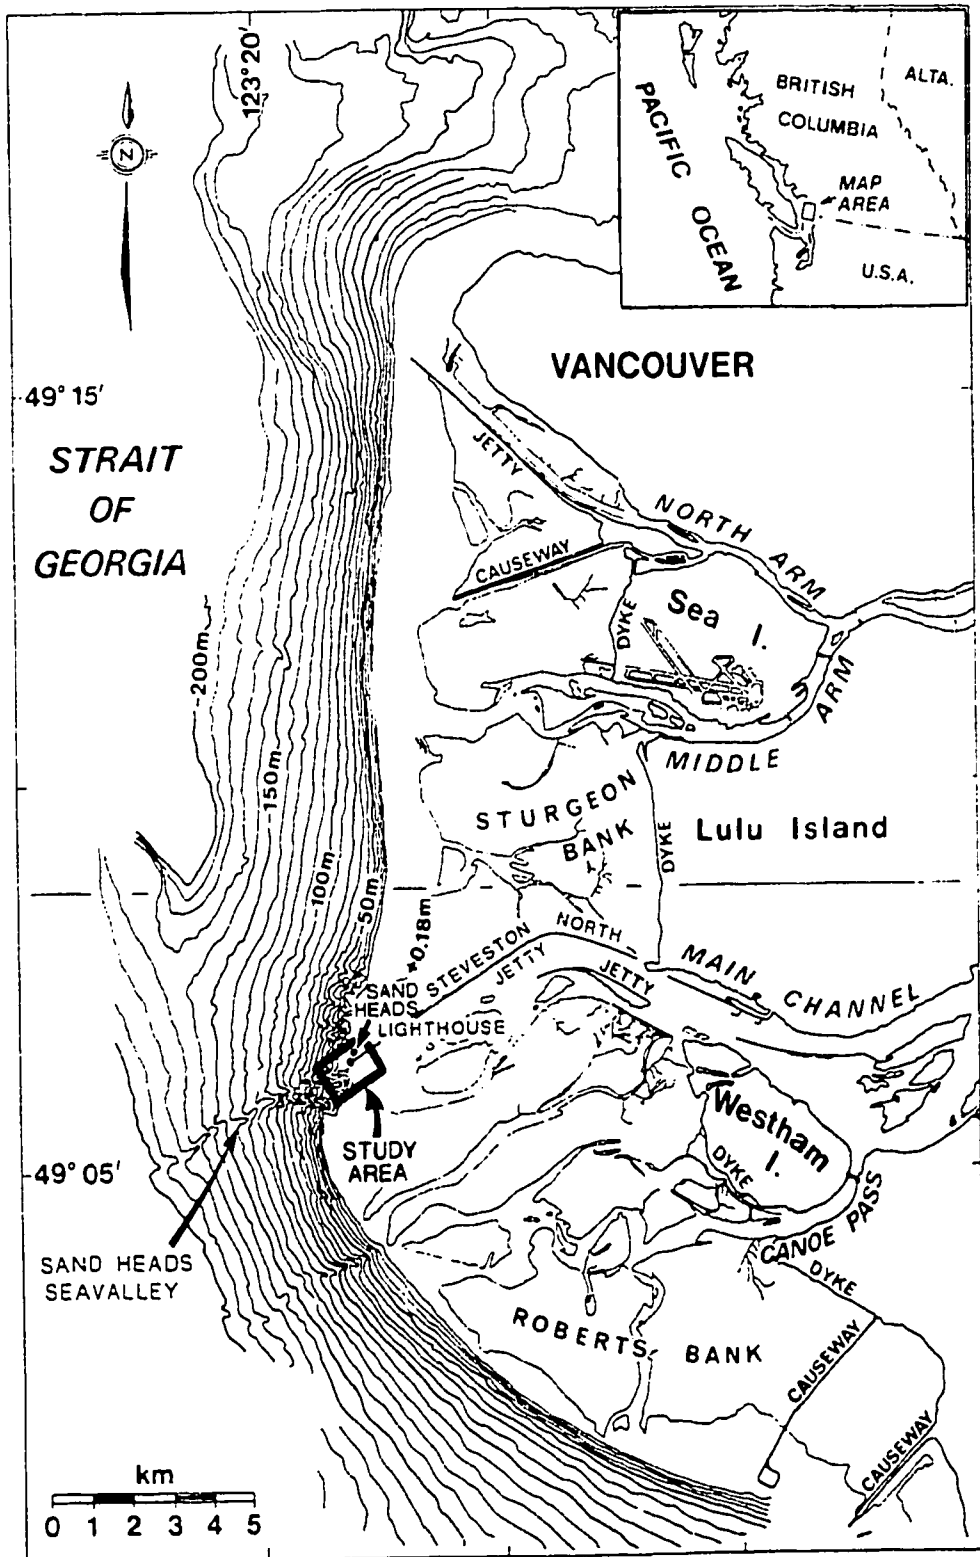 123°20'
N
BRITISH
COLUMBIA
ALTA.
PACIFIC OCEAN
MAP
AREA
U.S.A.
VANCOUVER
49° 15'
STRAIT
OF
GEORGIA
JETTY
NORTH ARM
CAUSEWAY
DYKE
Sea I.
MIDDLE ARM
-200m
-150m
-100m
-50m
+0.18m
STURGEON
BANK
DYKE
Lulu Island
STEVESTON NORTH
JETTY
JETTY
MAIN CHANNEL
SAND
HEADS
LIGHTHOUSE
STUDY
AREA
49° 05'
SAND HEADS
SEAVALLEY
Westham
I.
DYKE
CANOE PASS
DYKE
ROBERTS BANK
CAUSEWAY
CAUSEWAY
km
0 1 2 3 4 5